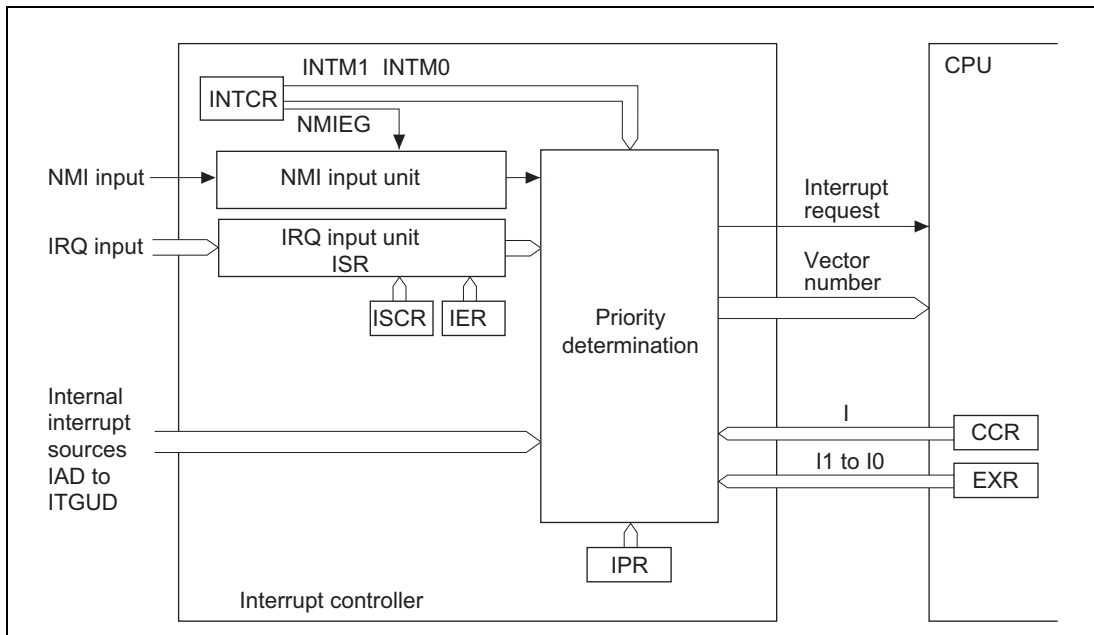 INTM1 INTM0
CPU
INTCR
NMIEG
NMI input
NMI input unit
IRQ input
IRQ input unit
ISR
ISCR
IER
Interrupt
request
Vector
number
Priority
determination
Internal
interrupt
sources
IAD to
ITGUD
I
CCR
I1 to I0
EXR
IPR
Interrupt controller